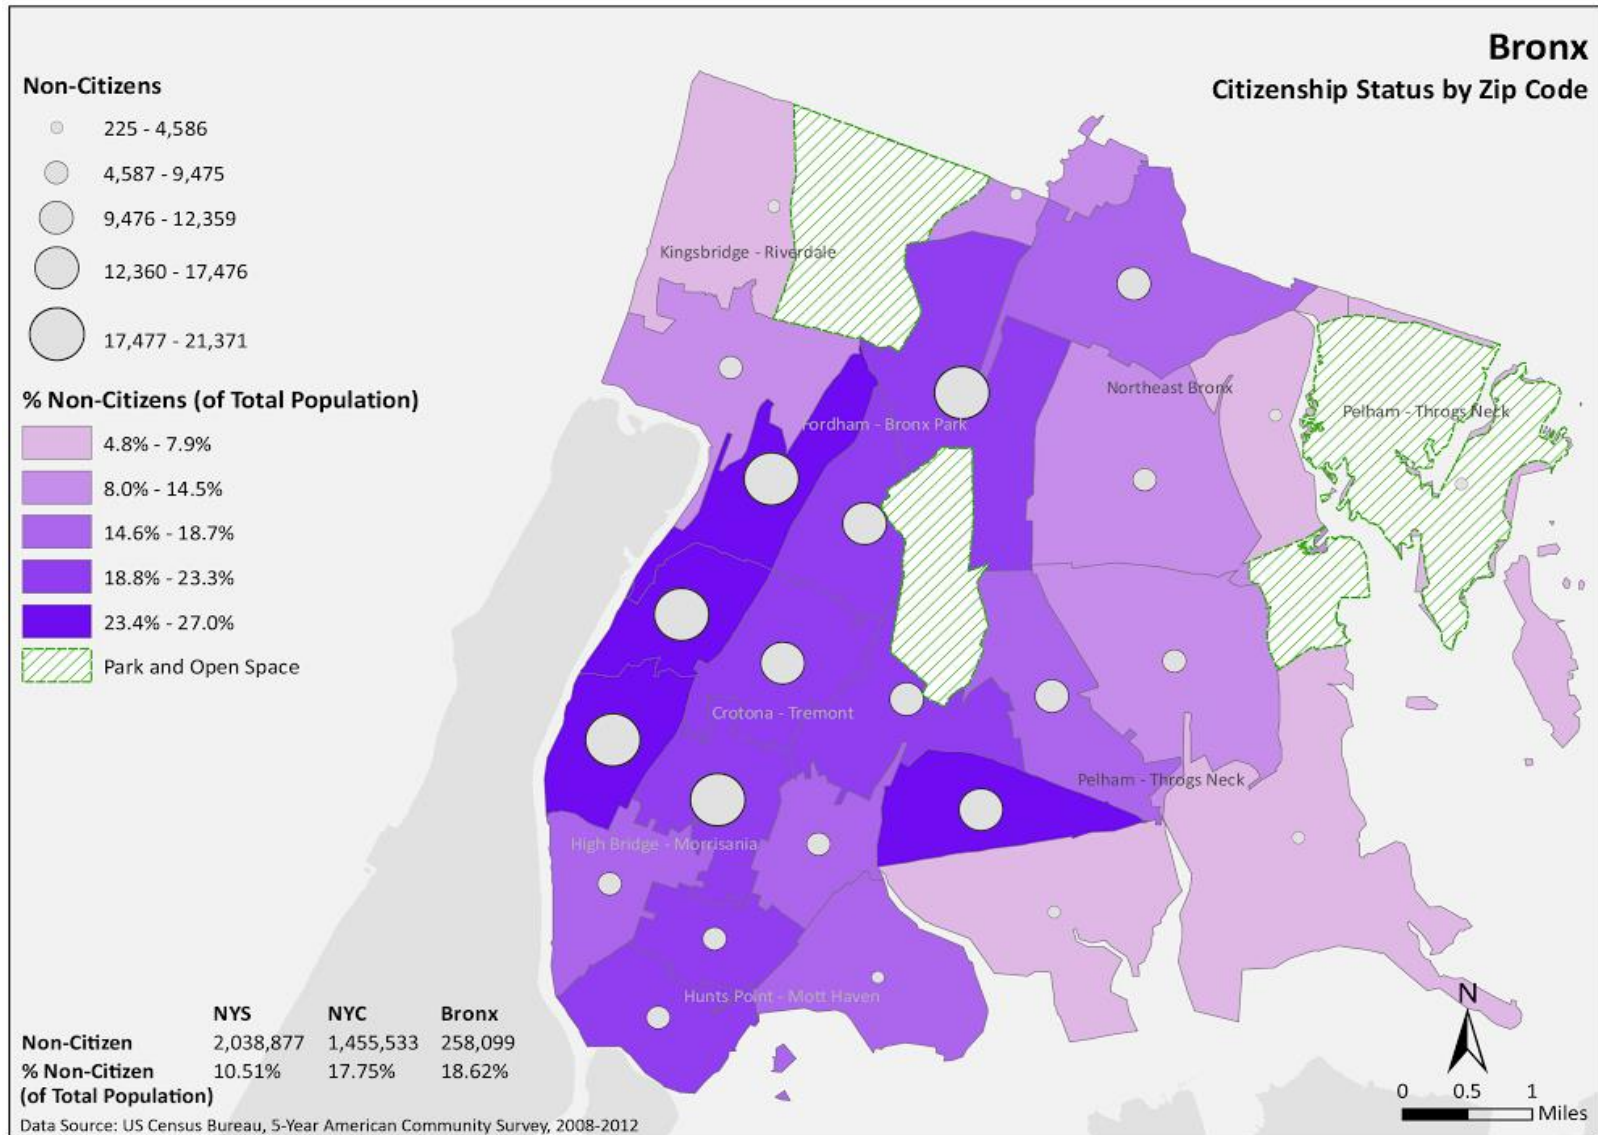 Bronx
Citizenship Status by Zip Code
Non-Citizens
225 - 4,586
4,587 - 9,475
9,476 - 12,359
12,360 - 17,476
17,477 - 21,371
% Non-Citizens (of Total Population)
4.8% - 7.9%
8.0% - 14.5%
14.6% - 18.7%
18.8% - 23.3%
23.4% - 27.0%
Park and Open Space
Kingsbridge - Riverdale
Northeast Bronx
Pelham - Throgs Neck
Fordham - Bronx Park
Crotona - Tremont
Pelham - Throgs Neck
High Bridge - Morrisania
Hunts Point - Mott Haven
NYS NYC Bronx
Non-Citizen 2,038,877 1,455,533 258,099
% Non-Citizen 10.51% 17.75% 18.62%
(of Total Population)
Data Source: US Census Bureau, 5-Year American Community Survey, 2008-2012
N
0 0.5 1
Miles